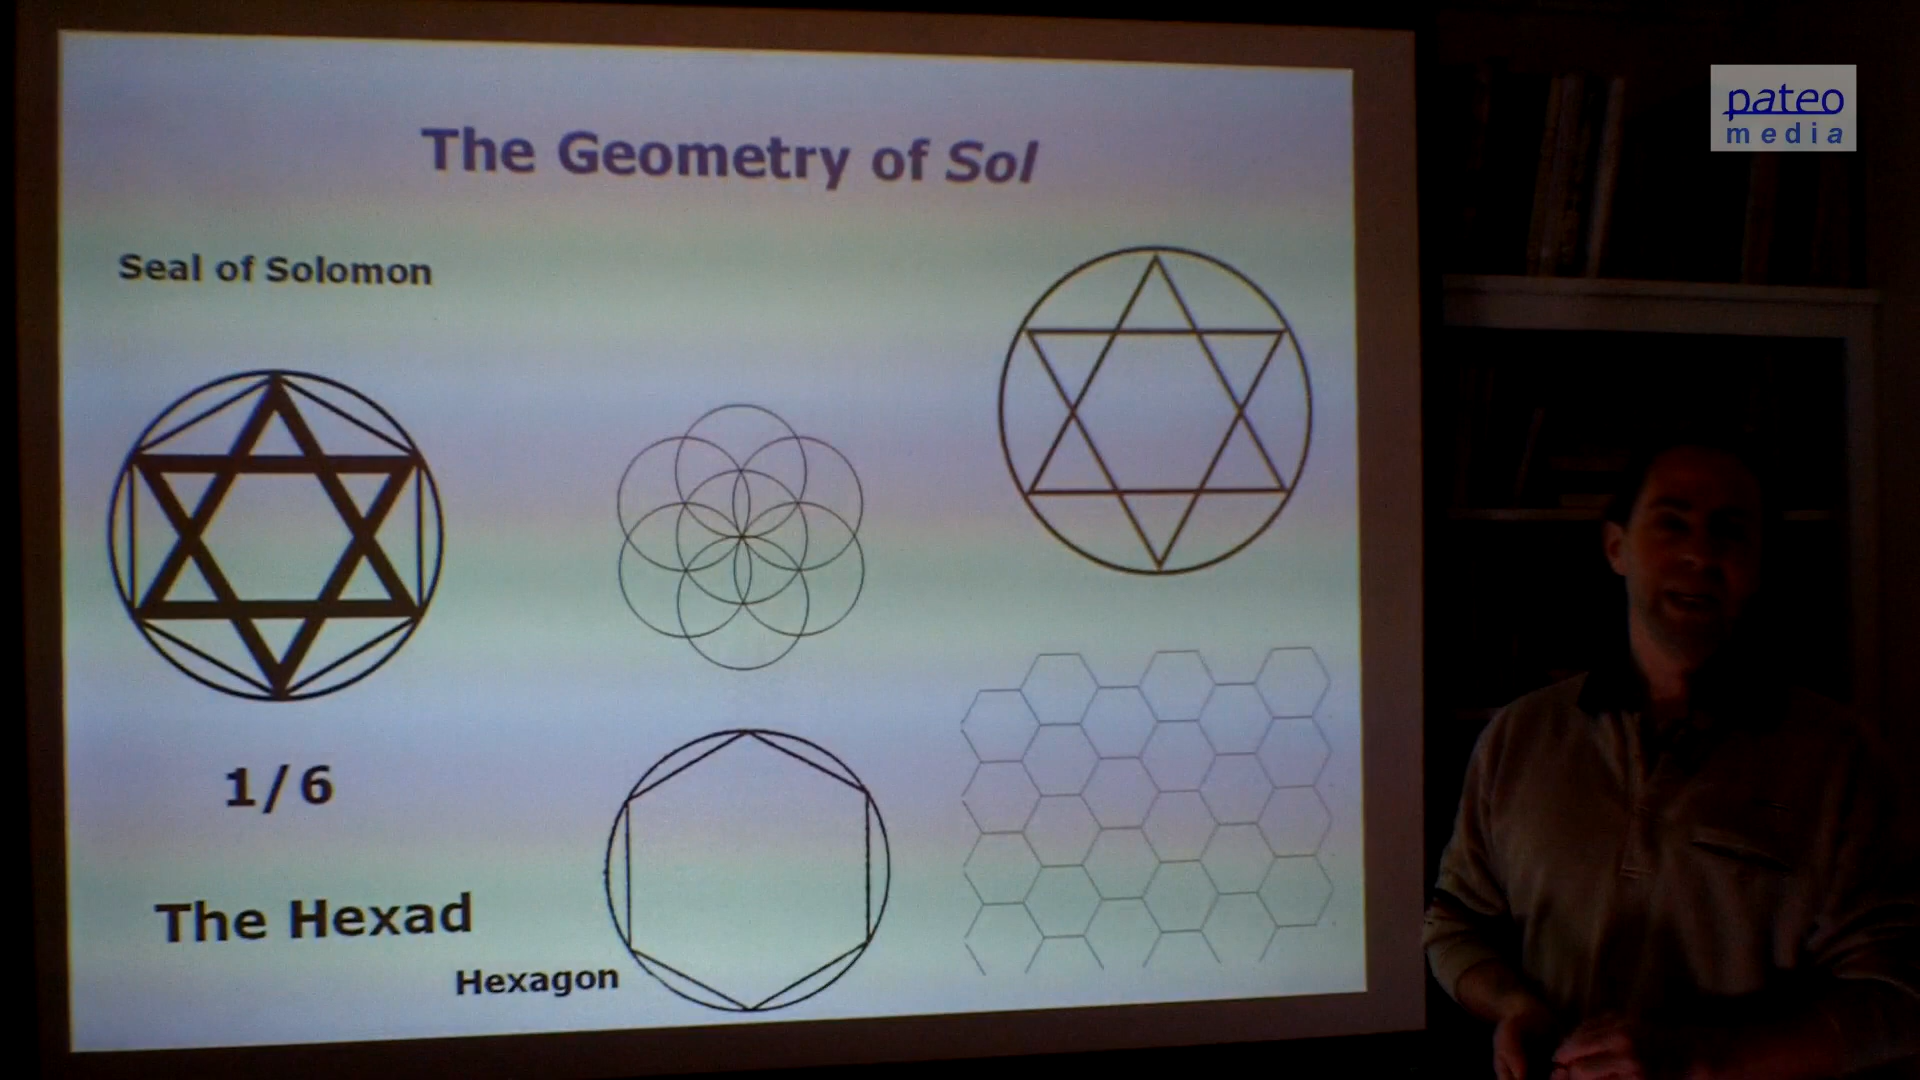 The Geometry of Sol
Seal of Solomon
1/6
The Hexad
Hexagon
pateo
media